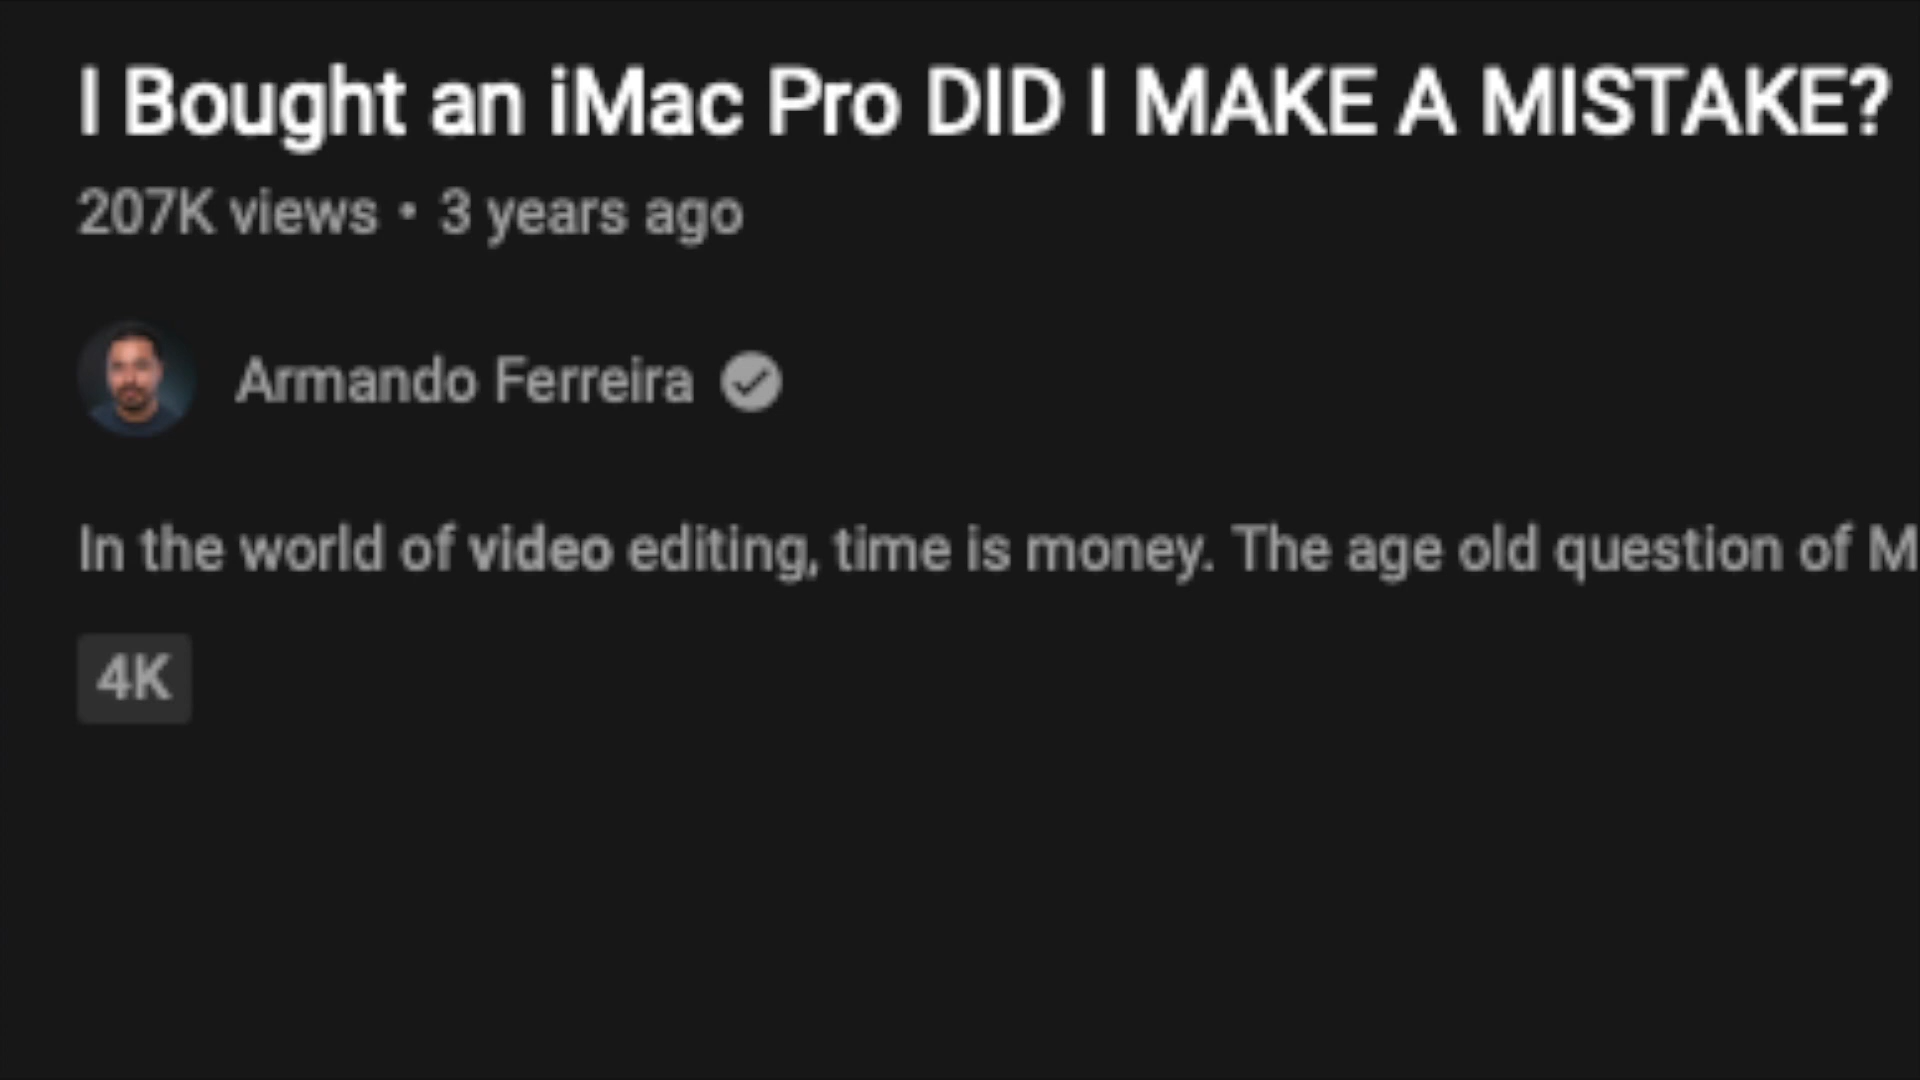 I Bought an iMac Pro DID I MAKE A MISTAKE?
207K views • 3 years ago
Armando Ferreira
In the world of video editing, time is money. The age old question of M
4K